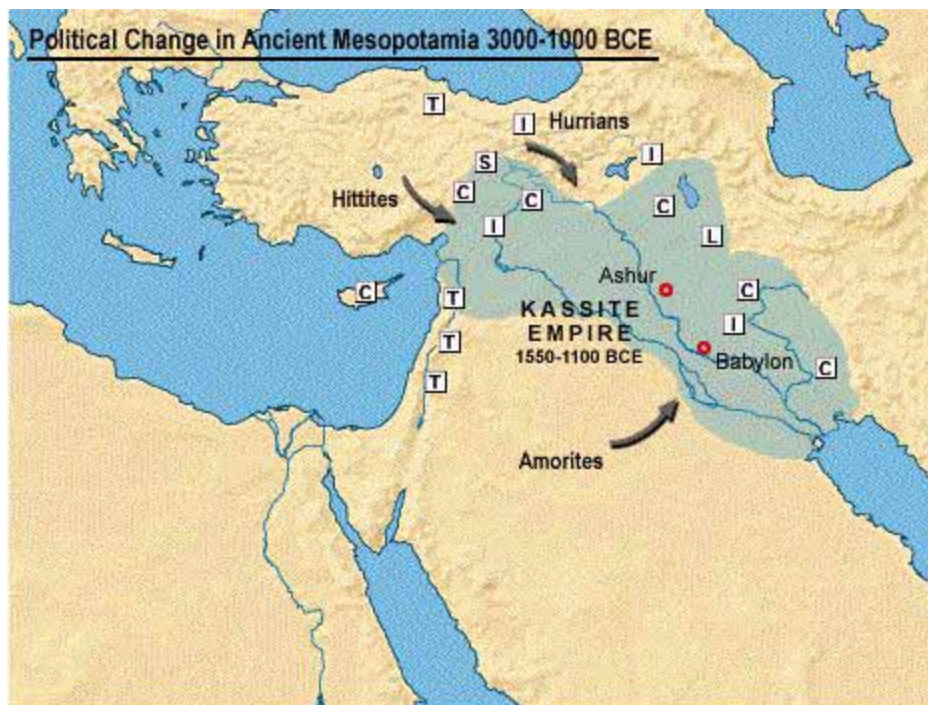 Political Change in Ancient Mesopotamia 3000-1000 BCE
T
I
Hurrians
I
S
C
Hittites
C
C
I
L
Ashur
C
C
T
KASSITE
EMPIRE
1550-1100 BCE
I
T
Babylon
C
T
Amorites